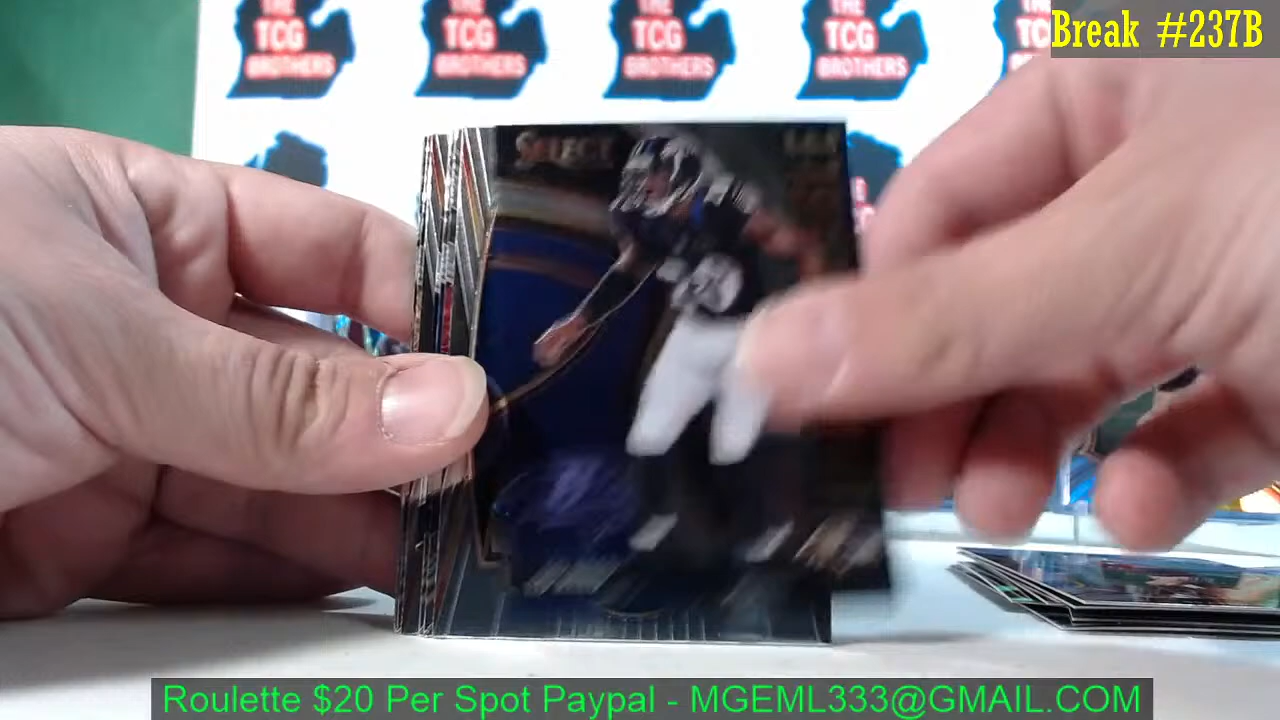 Break #237B
THE
TCG
BROTHERS
THE
TCG
BROTHERS
THE
TCG
BROTHERS
THE
TCG
BROTHERS
SELECT
Roulette $20 Per Spot Paypal - MGEML333@GMAIL.COM